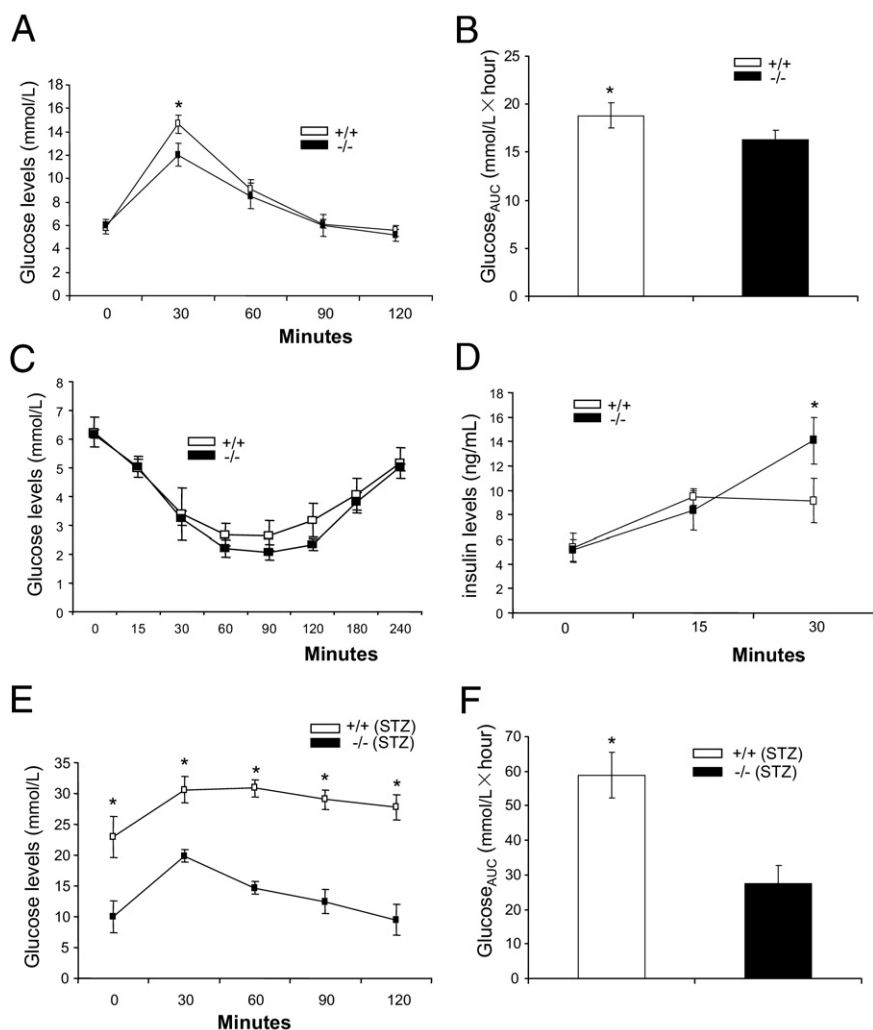 A
Glucose levels (mmol/L)
18
16
14
12
10
8
6
4
2
0
*
+/+
-/-
0 30 60 90 120
Minutes
B
Glucose AUC (mmol/L × hour)
25
20
15
10
5
0
*
+/+
-/-
C
Glucose levels (mmol/L)
8
7
6
5
4
3
2
1
0
+/+
-/-
0 15 30 60 90 120 180 240
Minutes
D
insulin levels (ng/mL)
18
16
14
12
10
8
6
4
2
0
+/+
-/-
*
0 15 30
Minutes
E
+/+ (STZ)
-/- (STZ)
Glucose levels (mmol/L)
35
30
25
20
15
10
5
0
* * * * *
0 30 60 90 120
Minutes
F
Glucose AUC (mmol/L × hour)
70
60
50
40
30
20
10
0
*
+/+ (STZ)
-/- (STZ)